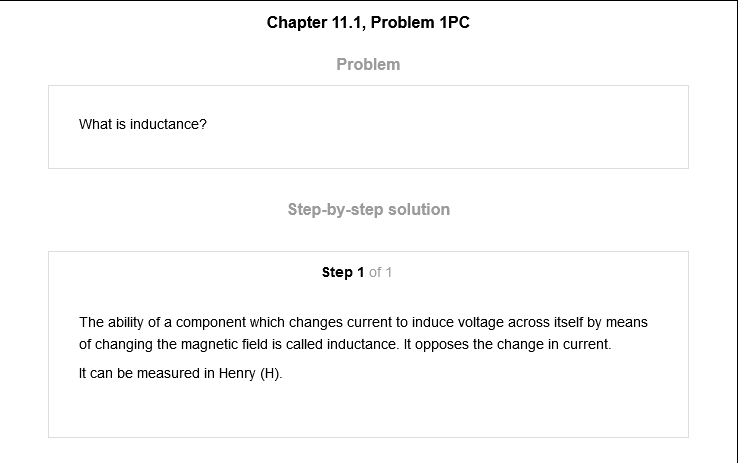 Chapter 11.1, Problem 1PC
Problem
What is inductance?
Step-by-step solution
Step 1 of 1
The ability of a component which changes current to induce voltage across itself by means
of changing the magnetic field is called inductance. It opposes the change in current.
It can be measured in Henry (H).